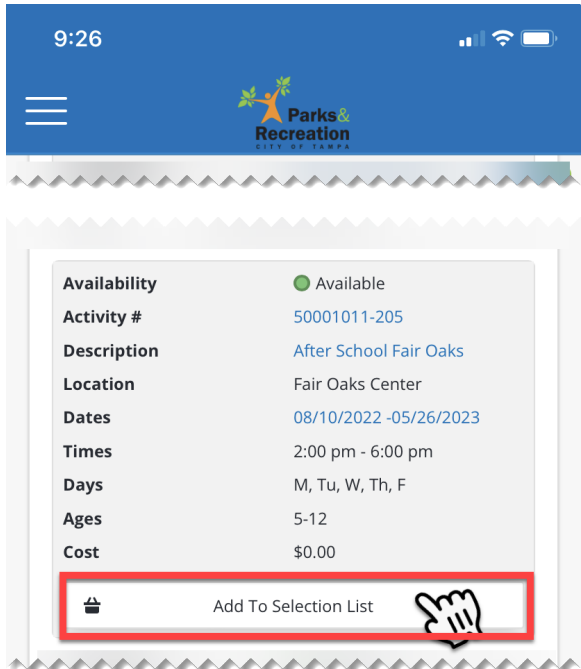 9:26
Parks&
Recreation
CITY OF TAMPA
Availability Available
Activity # 50001011-205
Description After School Fair Oaks
Location Fair Oaks Center
Dates 08/10/2022 -05/26/2023
Times 2:00 pm - 6:00 pm
Days M, Tu, W, Th, F
Ages 5-12
Cost $0.00
Add To Selection List